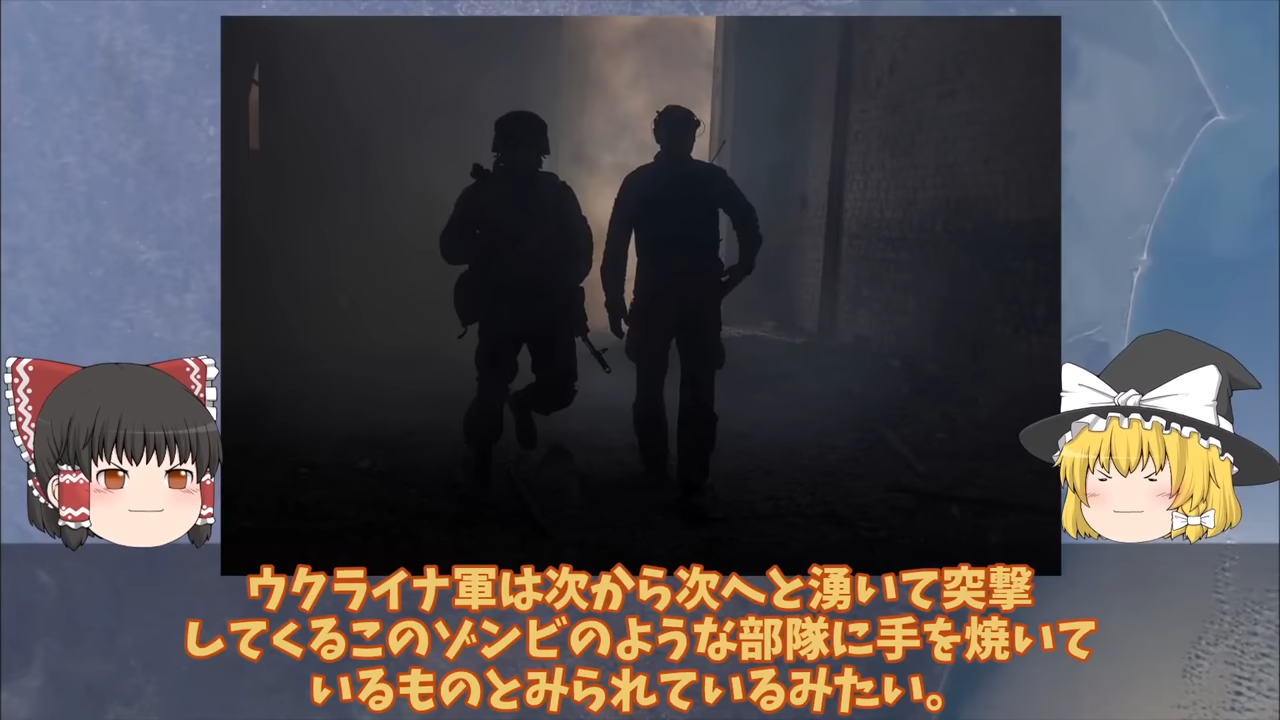 ウクライナ軍は次から次へと湧いて突撃
してくるこのゾンビのような部隊に手を焼いて
いるものとみられているみたい。